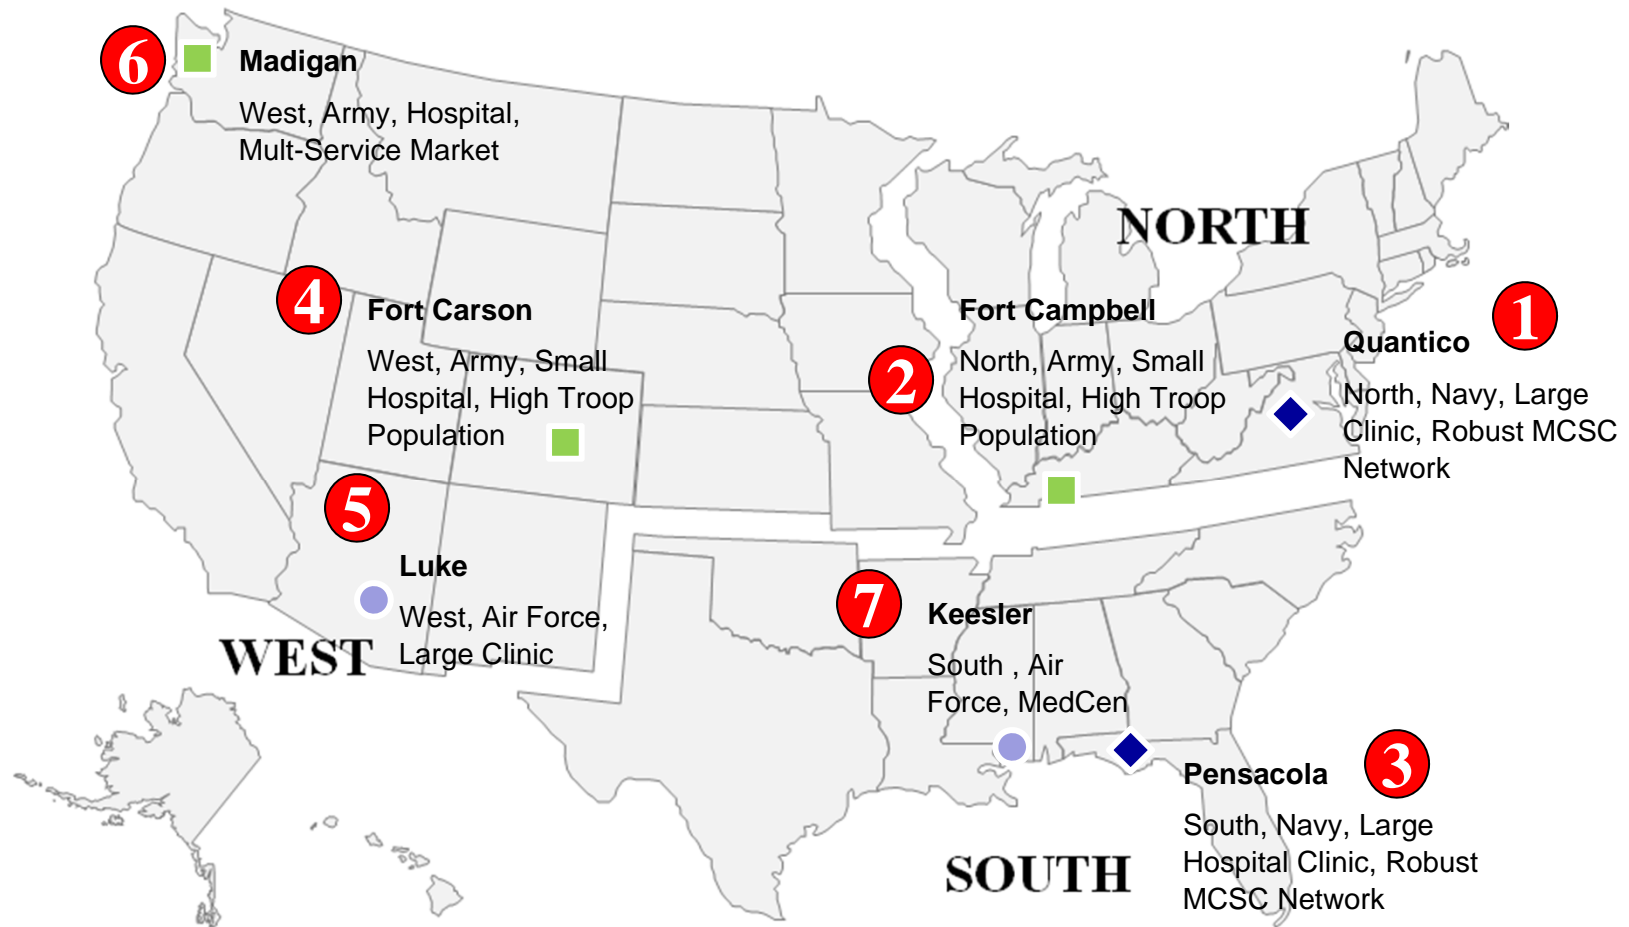 6
Madigan
West, Army, Hospital,
Mult-Service Market
NORTH
4
Fort Carson
West, Army, Small
Hospital, High Troop
Population
2
Fort Campbell
North, Army, Small
Hospital, High Troop
Population
1
Quantico
North, Navy, Large
Clinic, Robust MCSC
Network
5
Luke
West, Air Force,
Large Clinic
WEST
7
Keesler
South , Air
Force, MedCen
3
Pensacola
South, Navy, Large
Hospital Clinic, Robust
MCSC Network
SOUTH